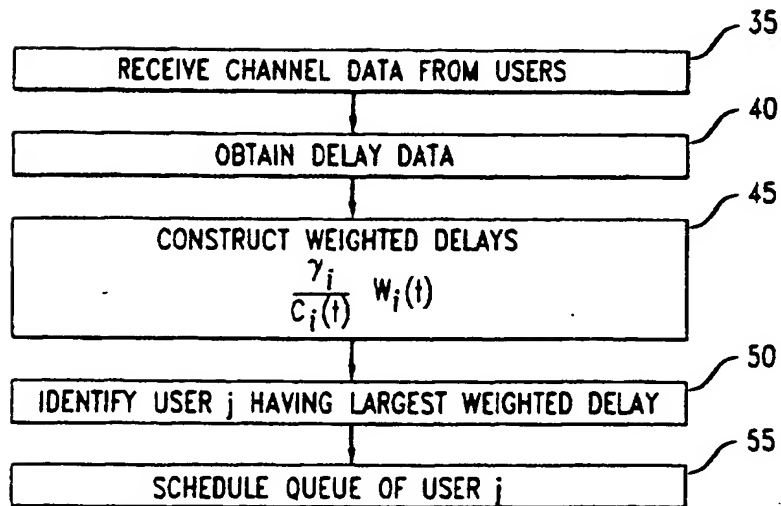 35
RECEIVE CHANNEL DATA FROM USERS
40
OBTAIN DELAY DATA
45
CONSTRUCT WEIGHTED DELAYS
γi / Ci(t) Wi(t)
50
IDENTIFY USER j HAVING LARGEST WEIGHTED DELAY
55
SCHEDULE QUEUE OF USER j